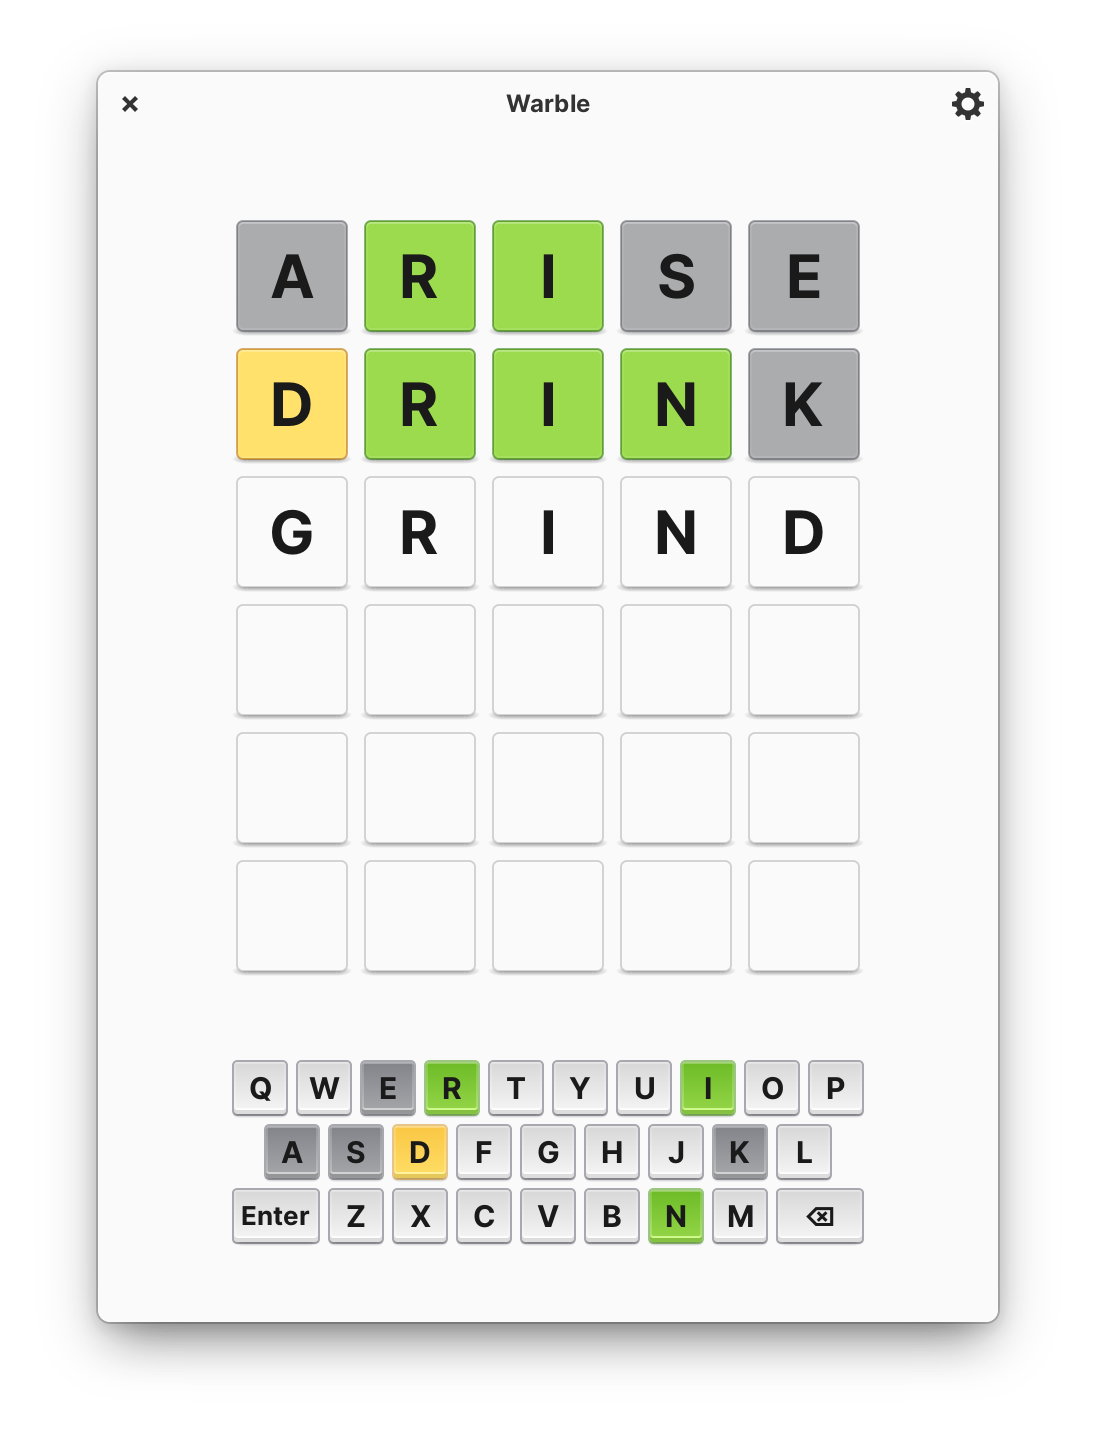 Warble
A R I S E
D R I N K
G R I N D
Q W E R T Y U I O P
A S D F G H J K L
Enter Z X C V B N M